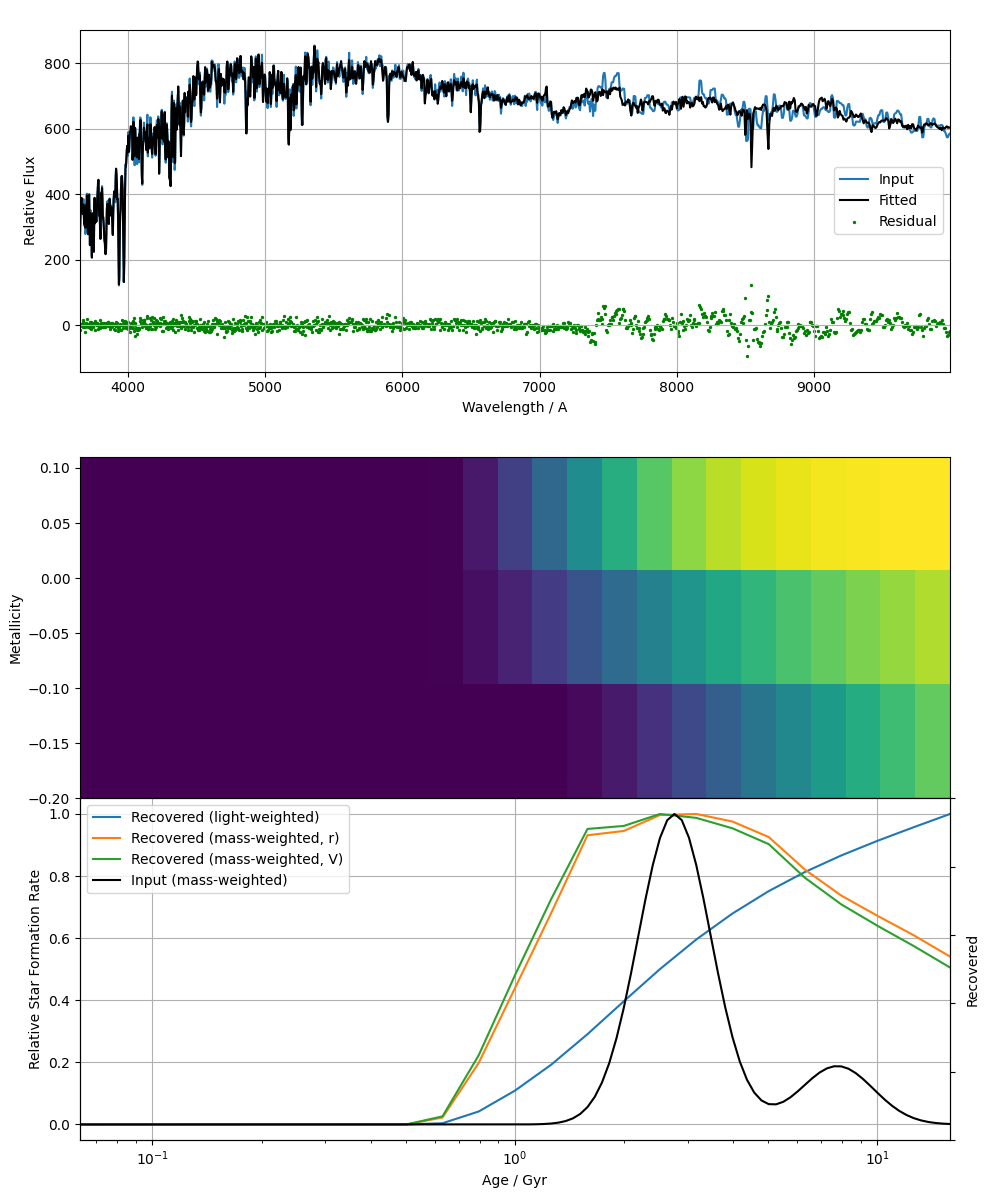 800
600
400
200
0
Relative Flux
Input
Fitted
Residual
4000 5000 6000 7000 8000 9000
Wavelength / A
0.10
0.05
0.00
−0.05
−0.10
−0.15
−0.20
Metallicity
1.0
0.8
0.6
0.4
0.2
0.0
Relative Star Formation Rate
Recovered (light-weighted)
Recovered (mass-weighted, r)
Recovered (mass-weighted, V)
Input (mass-weighted)
Recovered
10⁻¹ 10⁰ 10¹
Age / Gyr